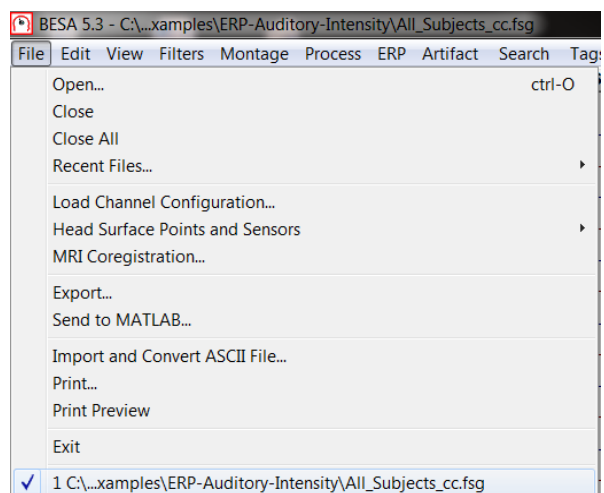 BESA 5.3 - C:\...xamples\ERP-Auditory-Intensity\All_Subjects_cc.fsg
File Edit View Filters Montage Process ERP Artifact Search Tags
Open... ctrl-O
Close
Close All
Recent Files...
Load Channel Configuration...
Head Surface Points and Sensors
MRI Coregistration...
Export...
Send to MATLAB...
Import and Convert ASCII File...
Print...
Print Preview
Exit
1 C:\...xamples\ERP-Auditory-Intensity\All_Subjects_cc.fsg